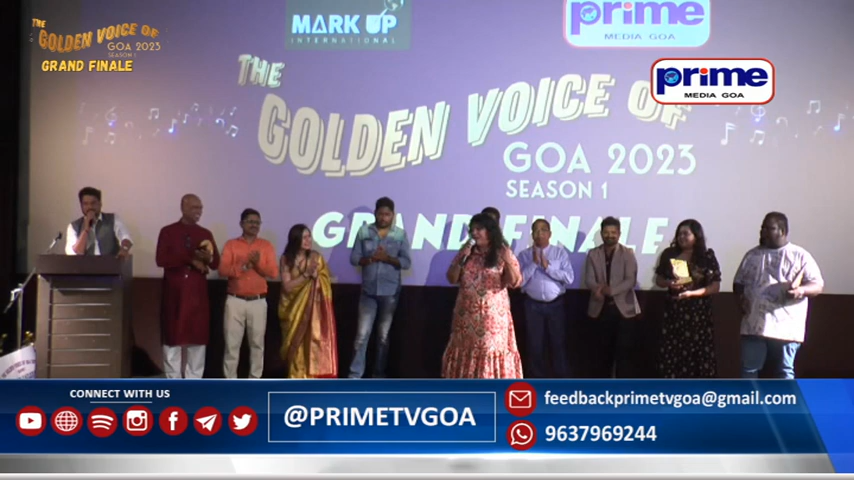 THE
GOLDEN VOICE OF
GOA 2023
SEASON 1
GRAND FINALE
MARK UP
INTERNATIONAL
prime
MEDIA GOA
prime
MEDIA GOA
THE
GOLDEN VOICE OF
GOA 2023
SEASON 1
GRAND FINALE
CONNECT WITH US
@PRIMETVGOA
feedbackprimetvgoa@gmail.com
9637969244